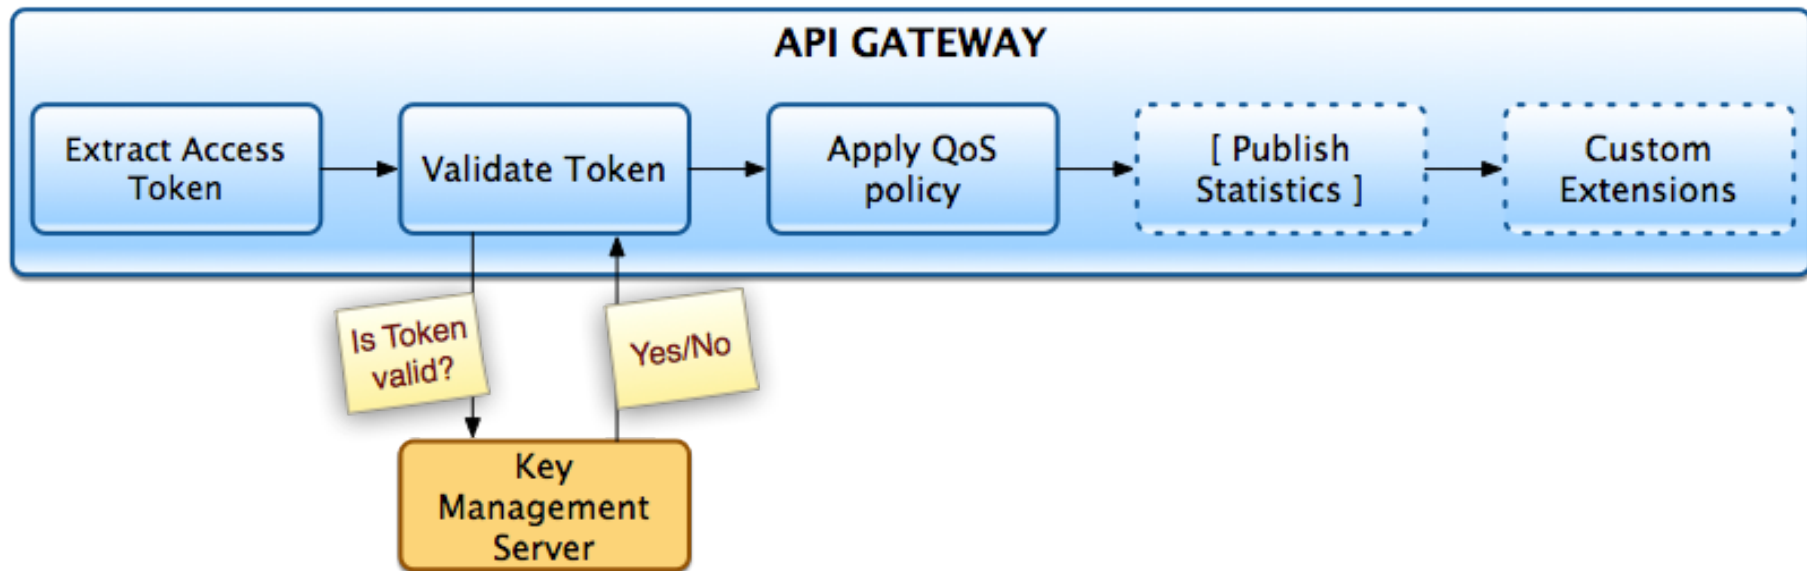 API GATEWAY
Extract Access
Token
Validate Token
Apply QoS
policy
[ Publish
Statistics ]
Custom
Extensions
Is Token
valid?
Yes/No
Key
Management
Server